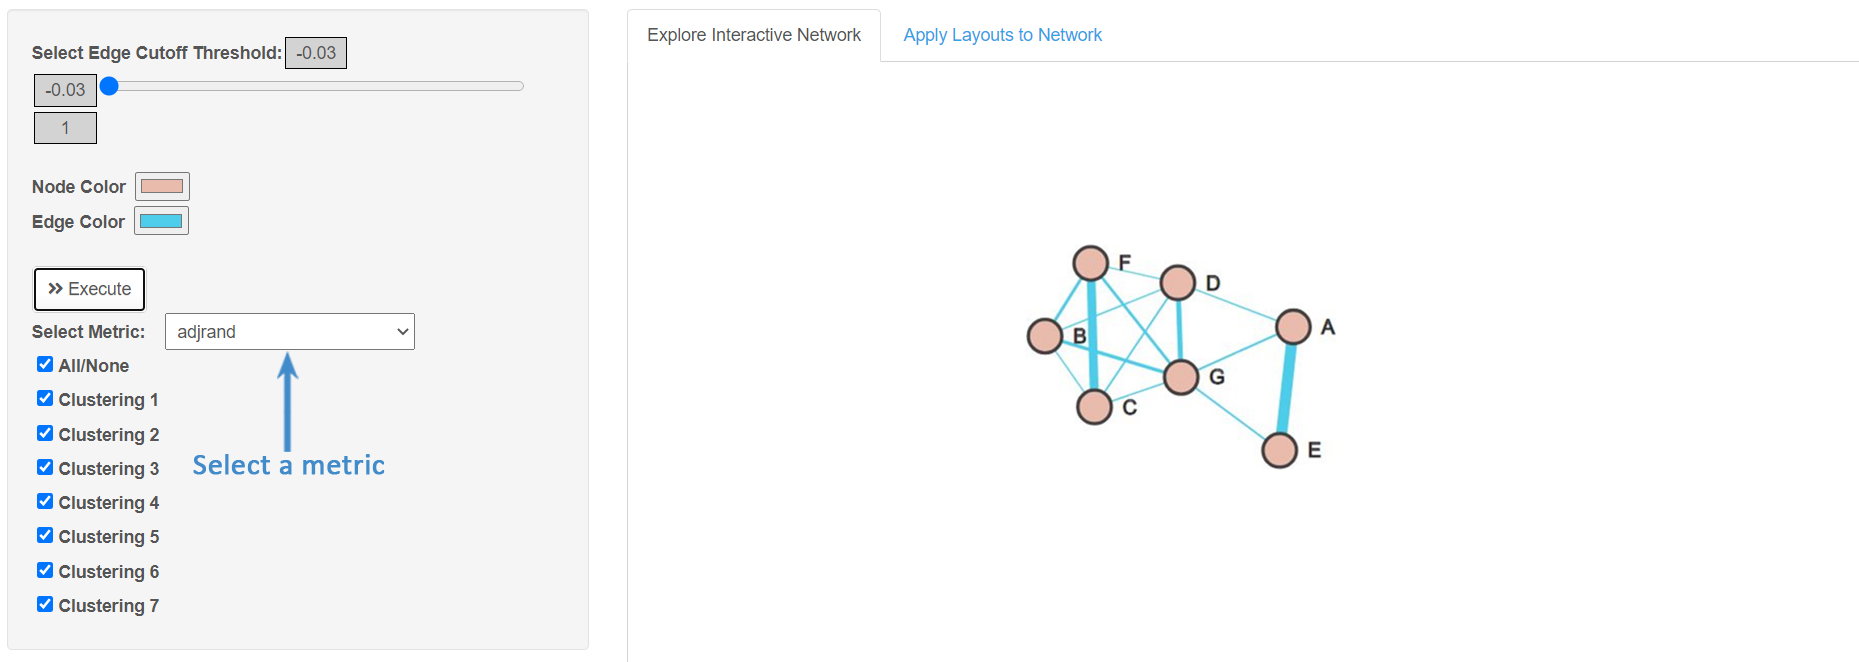 Select Edge Cutoff Threshold: -0.03
-0.03
1
Node Color
Edge Color
Execute
Select Metric: adjrand
All/None
Clustering 1
Clustering 2
Clustering 3
Clustering 4
Clustering 5
Clustering 6
Clustering 7
Select a metric
Explore Interactive Network
Apply Layouts to Network
F
D
A
B
G
C
E